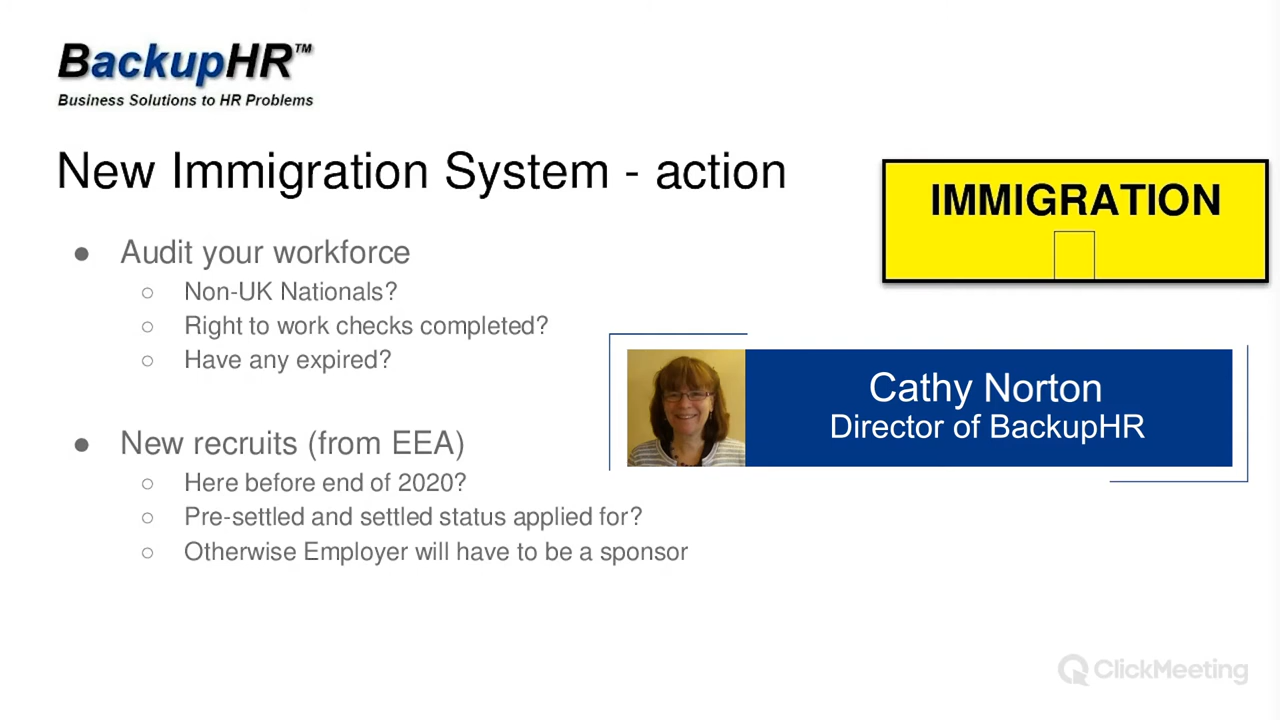 BackupHR™
Business Solutions to HR Problems
New Immigration System - action
IMMIGRATION
● Audit your workforce
○ Non-UK Nationals?
○ Right to work checks completed?
○ Have any expired?
Cathy Norton
Director of BackupHR
● New recruits (from EEA)
○ Here before end of 2020?
○ Pre-settled and settled status applied for?
○ Otherwise Employer will have to be a sponsor
ClickMeeting